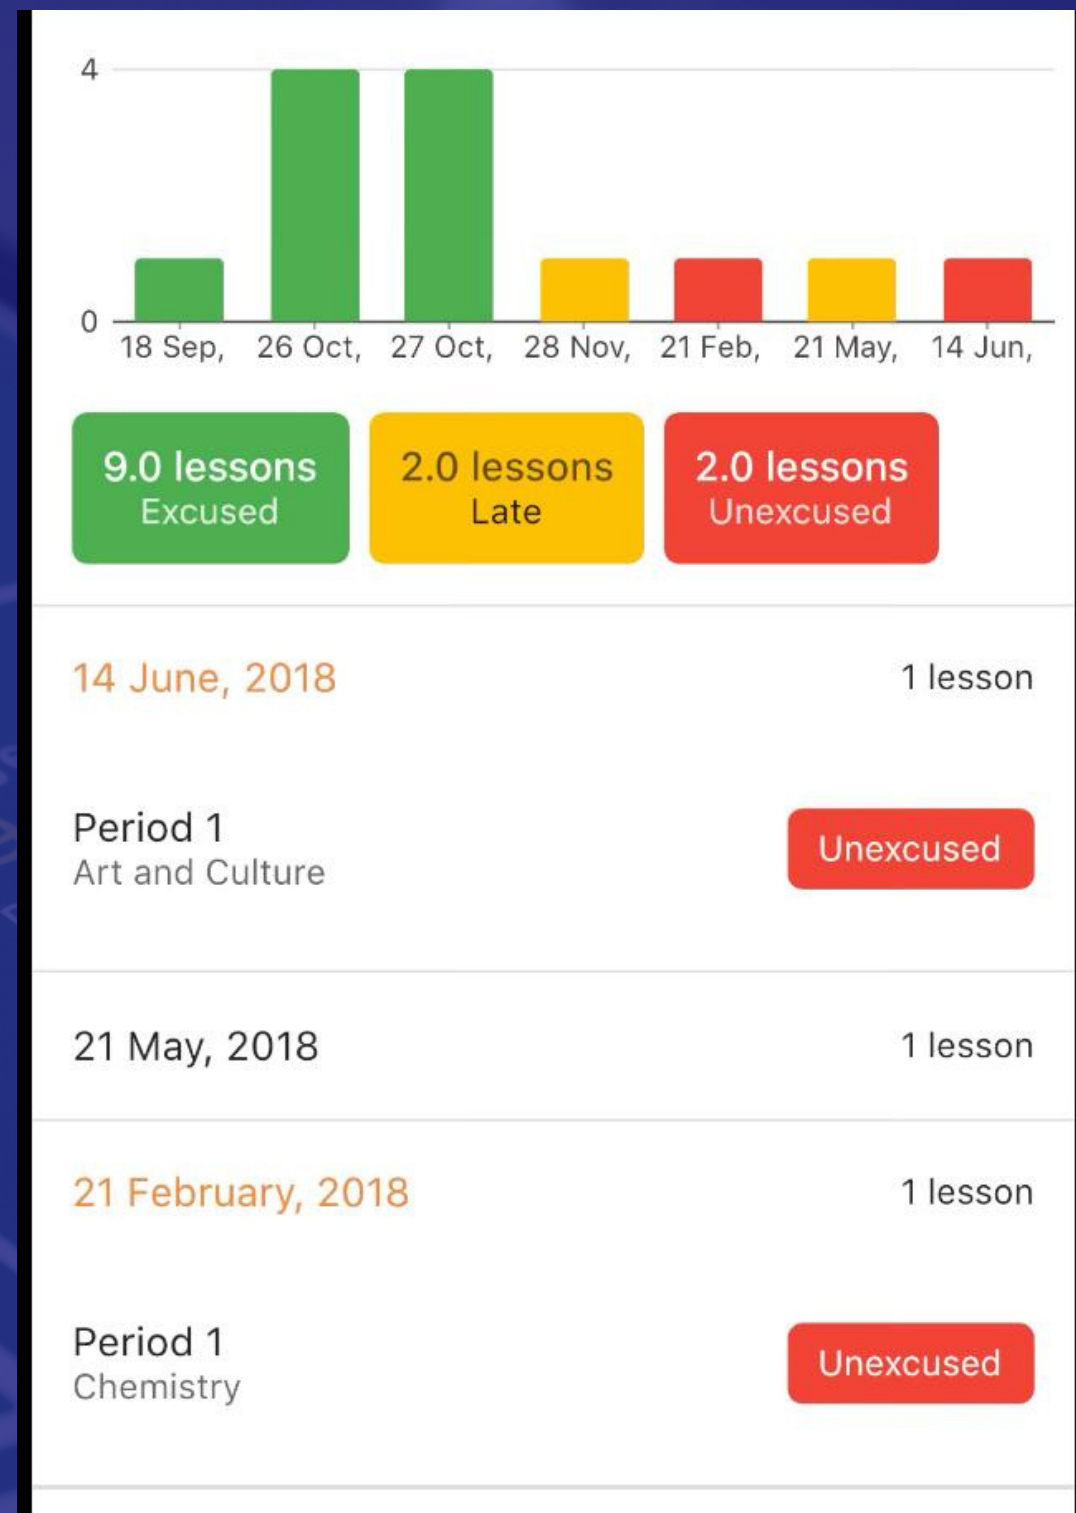 4
0
18 Sep, 26 Oct, 27 Oct, 28 Nov, 21 Feb, 21 May, 14 Jun,
9.0 lessons
Excused
2.0 lessons
Late
2.0 lessons
Unexcused
14 June, 2018 1 lesson
Period 1
Art and Culture
Unexcused
21 May, 2018 1 lesson
21 February, 2018 1 lesson
Period 1
Chemistry
Unexcused